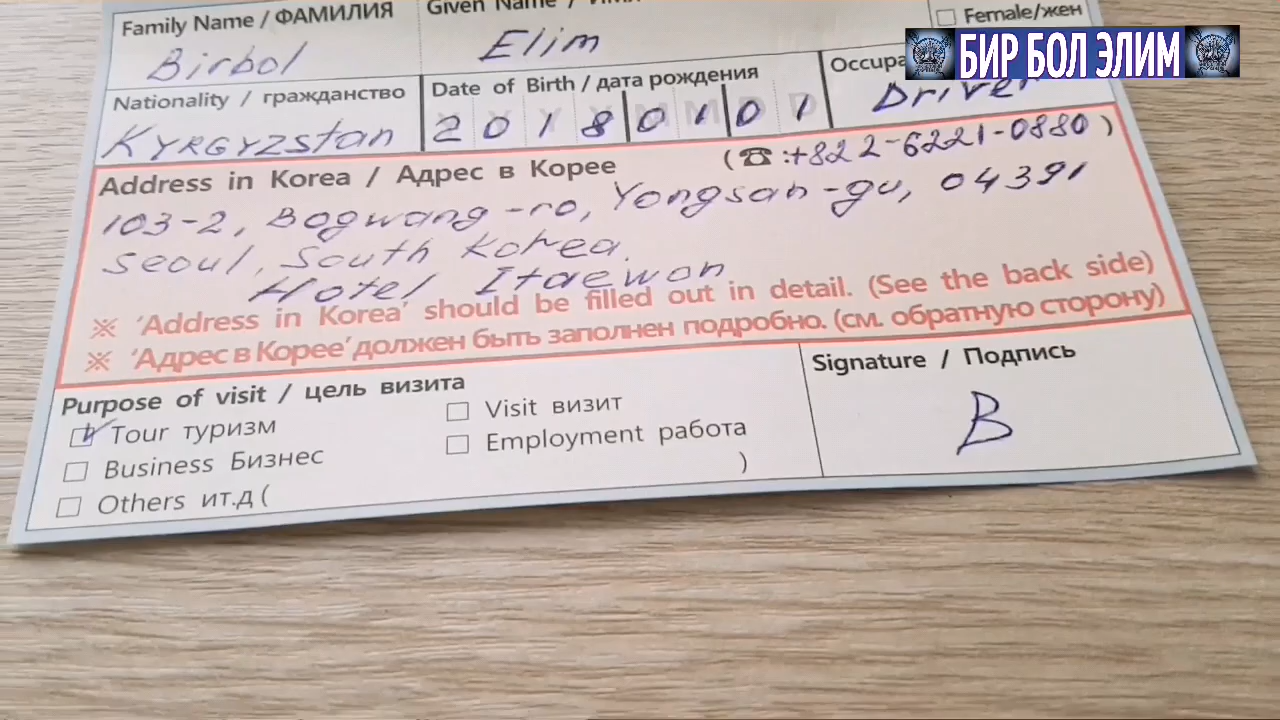 Family Name / ФАМИЛИЯ
Given Name /
Female/жен
БИР БОЛ ЭЛИМ
Birbol
Elim
Nationality / гражданство
Date of Birth / дата рождения
Driver
Kyrgyzstan
2 0 1 8 0 1 0 1
Address in Korea / Адрес в Корее
(☎:+822-6221-0880 )
103-2, Bogwang-ro, Yongsan-gu, 04391
Seoul, South Korea.
Hotel Itaewon
※ 'Address in Korea' should be filled out in detail. (See the back side)
※ 'Адрес в Корее' должен быть заполнен подробно. (см. обратную сторону)
Purpose of visit / цель визита
Tour туризм
Visit визит
Business Бизнес
Employment работа
Others ит.д ( )
Signature / Подпись
B